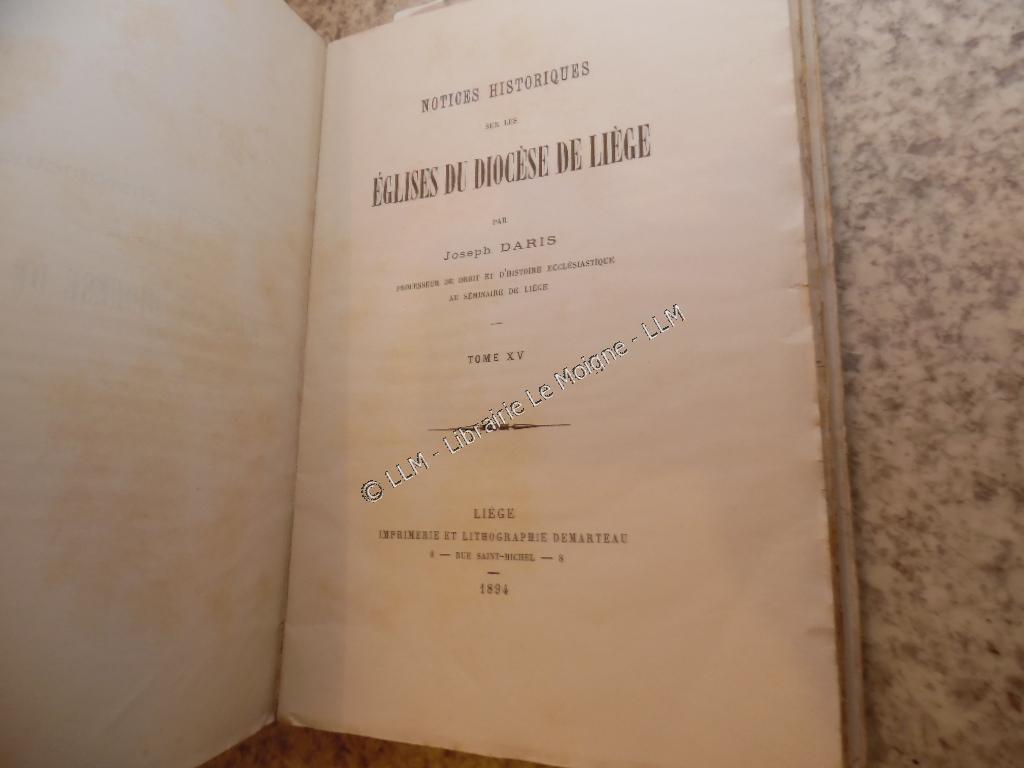 NOTICES HISTORIQUES
SUR LES
ÉGLISES DU DIOCÈSE DE LIÈGE
PAR
Joseph DARIS
PROFESSEUR DE DROIT ET D'HISTOIRE ECCLÉSIASTIQUE
AU SÉMINAIRE DE LIÉGE
TOME XV
© LLM - Librairie Le Moigne - LLM
LIÉGE
IMPRIMERIE ET LITHOGRAPHIE DEMARTEAU
8 — RUE SAINT-MICHEL — 8
1894